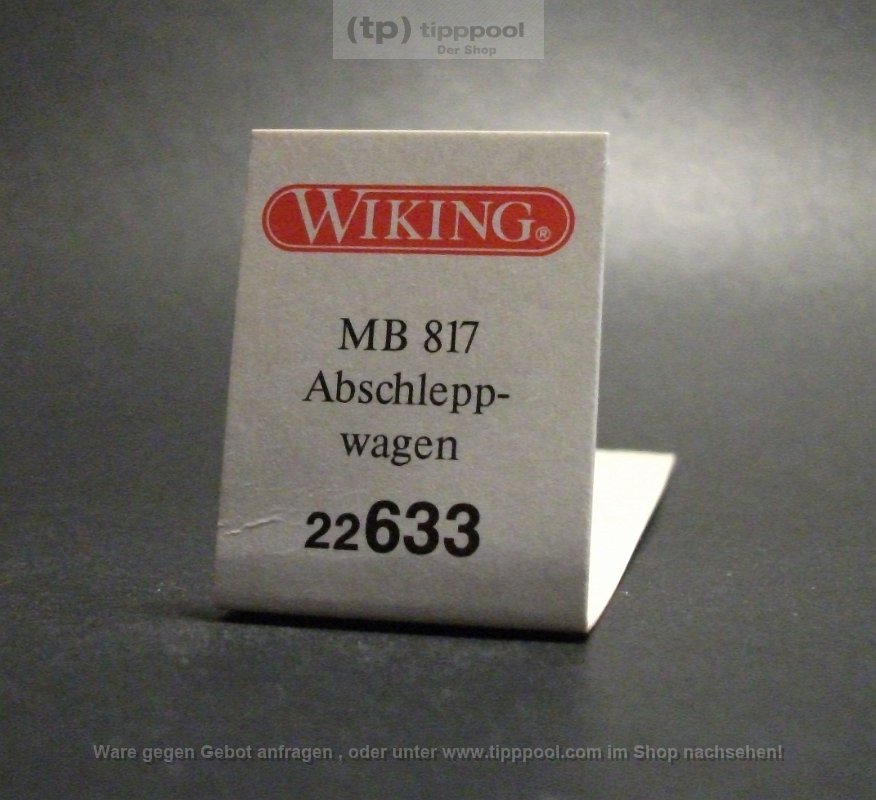 (tp) tipppool
Der Shop
WIKING®
MB 817
Abschlepp-
wagen
22633
Ware gegen Gebot anfragen , oder unter www.tipppool.com im Shop nachsehen!